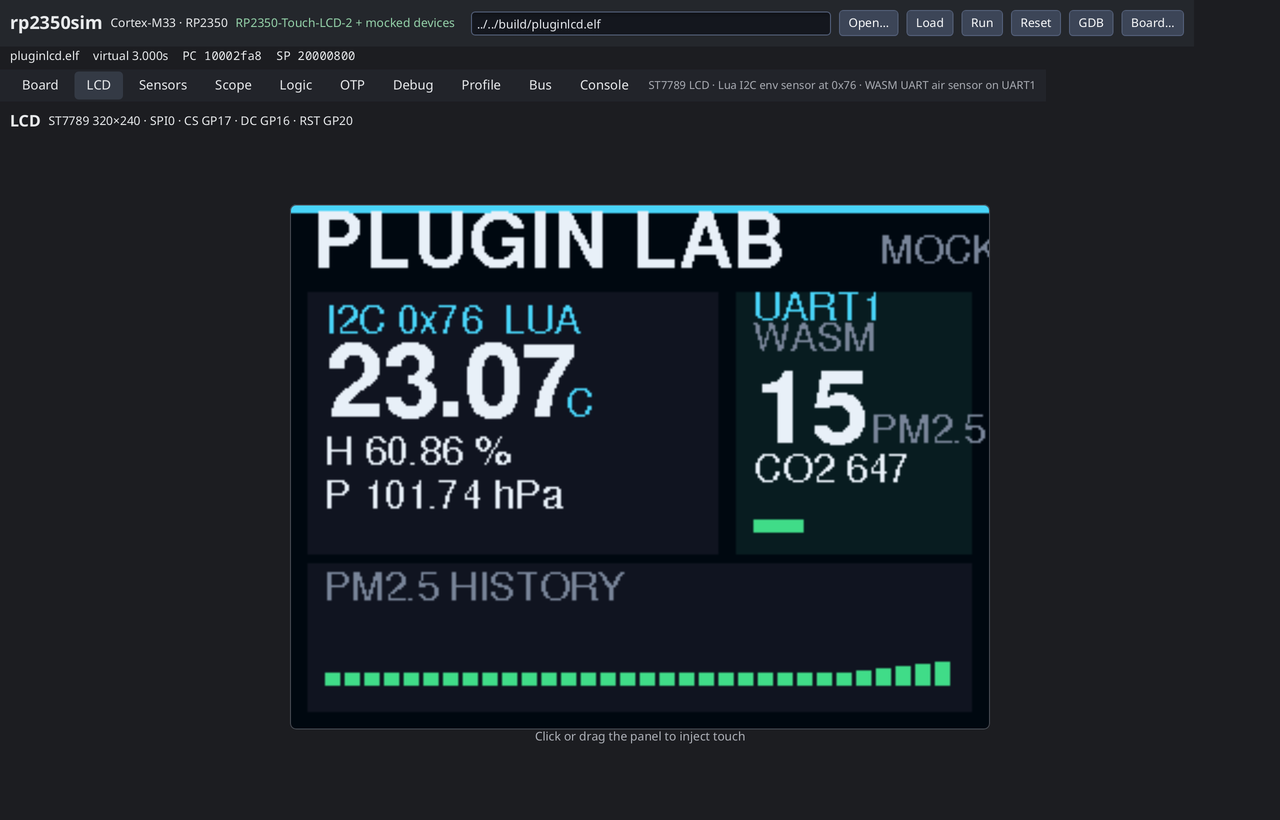 rp2350sim Cortex-M33 · RP2350 RP2350-Touch-LCD-2 + mocked devices ../../build/pluginlcd.elf Open... Load Run Reset GDB Board...
pluginlcd.elf virtual 3.000s PC 10002fa8 SP 20000800
Board LCD Sensors Scope Logic OTP Debug Profile Bus Console ST7789 LCD · Lua I2C env sensor at 0x76 · WASM UART air sensor on UART1
LCD ST7789 320×240 · SPI0 · CS GP17 · DC GP16 · RST GP20
PLUGIN LAB MOCK
I2C 0x76 LUA
23.07 C
H 60.86 %
P 101.74 hPa
UART1
WASM
15 PM2.5
CO2 647
PM2.5 HISTORY
Click or drag the panel to inject touch